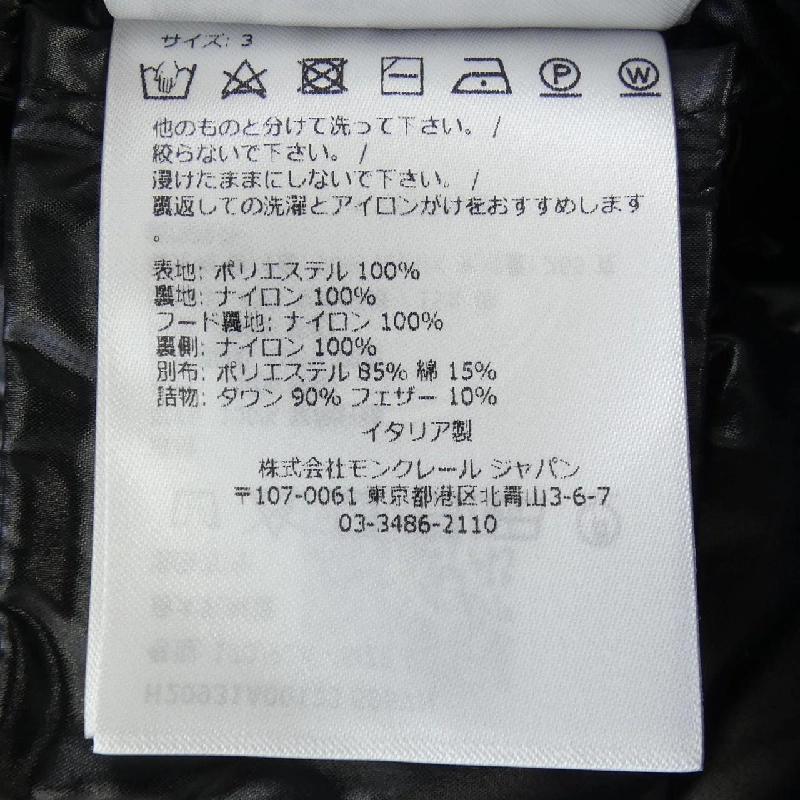 サイズ: 3
P W
他のものと分けて洗って下さい。 /
絞らないで下さい。 /
浸けたままにしないで下さい。 /
裏返しての洗濯とアイロンがけをおすすめします
。
表地: ポリエステル 100%
裏地: ナイロン 100%
フード裏地: ナイロン 100%
裏側: ナイロン 100%
別布: ポリエステル 85% 綿 15%
詰物: ダウン 90% フェザー 10%
イタリア製
株式会社モンクレール ジャパン
〒107-0061 東京都港区北青山3-6-7
03-3486-2110